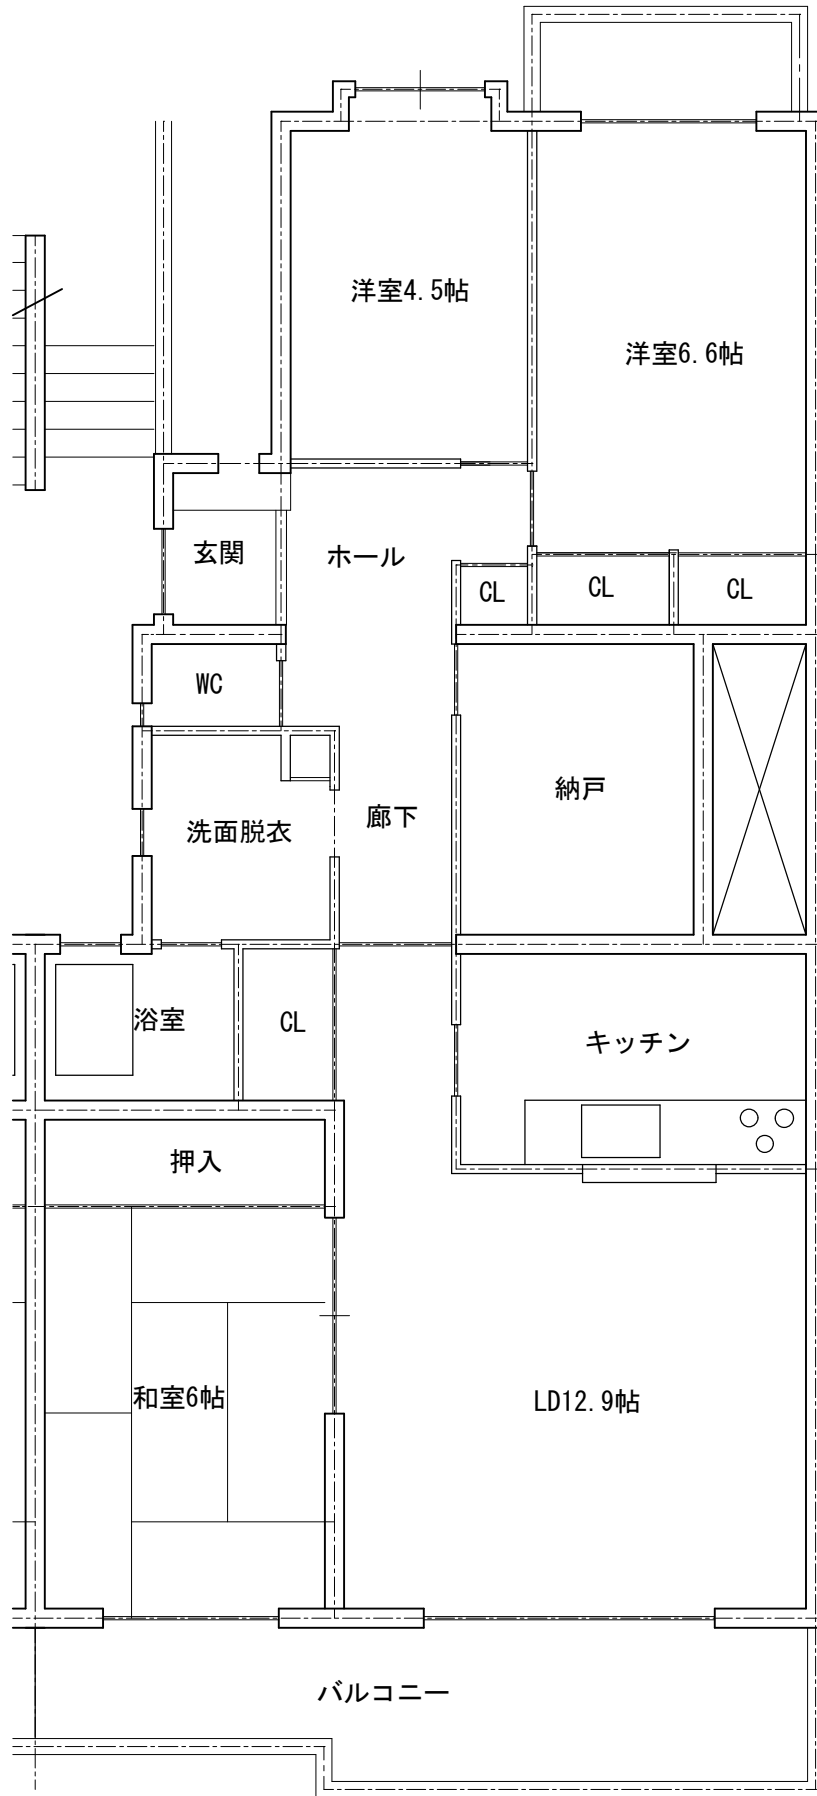 洋室4.5帖
洋室6.6帖
玄関
ホール
CL
CL
CL
WC
納戸
廊下
洗面脱衣
浴室
CL
キッチン
押入
和室6帖
LD12.9帖
バルコニー